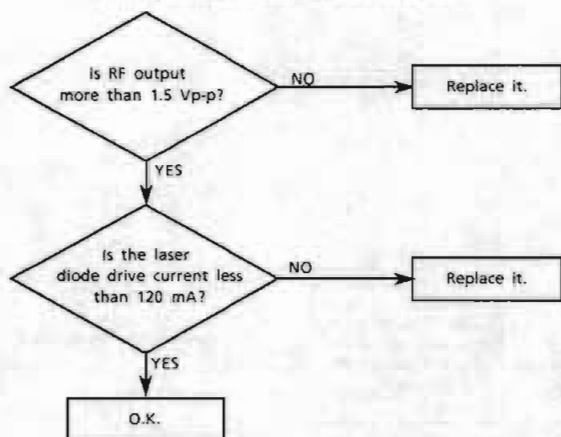 Is RF output
more than 1.5 Vp-p?
NO
Replace it.
YES
Is the laser
diode drive current less
than 120 mA?
NO
Replace it.
YES
O.K.